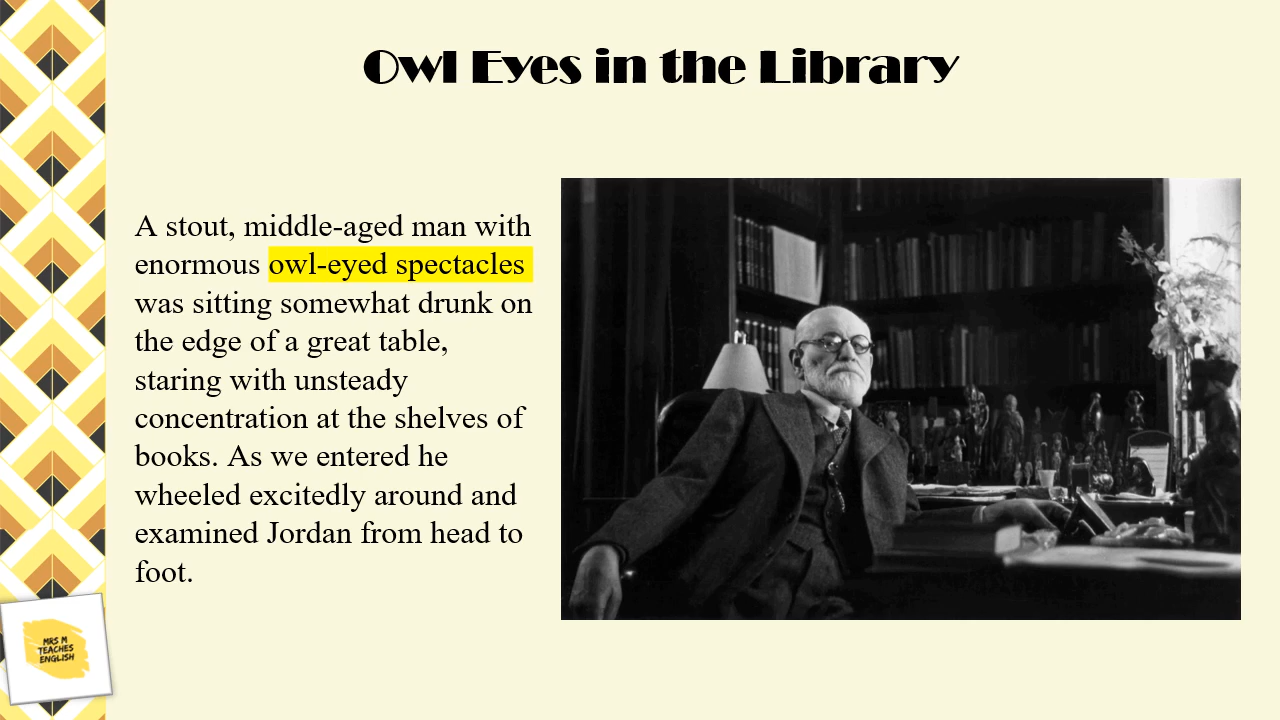 Owl Eyes in the Library
A stout, middle-aged man with
enormous owl-eyed spectacles
was sitting somewhat drunk on
the edge of a great table,
staring with unsteady
concentration at the shelves of
books. As we entered he
wheeled excitedly around and
examined Jordan from head to
foot.
MRS M
TEACHES
ENGLISH